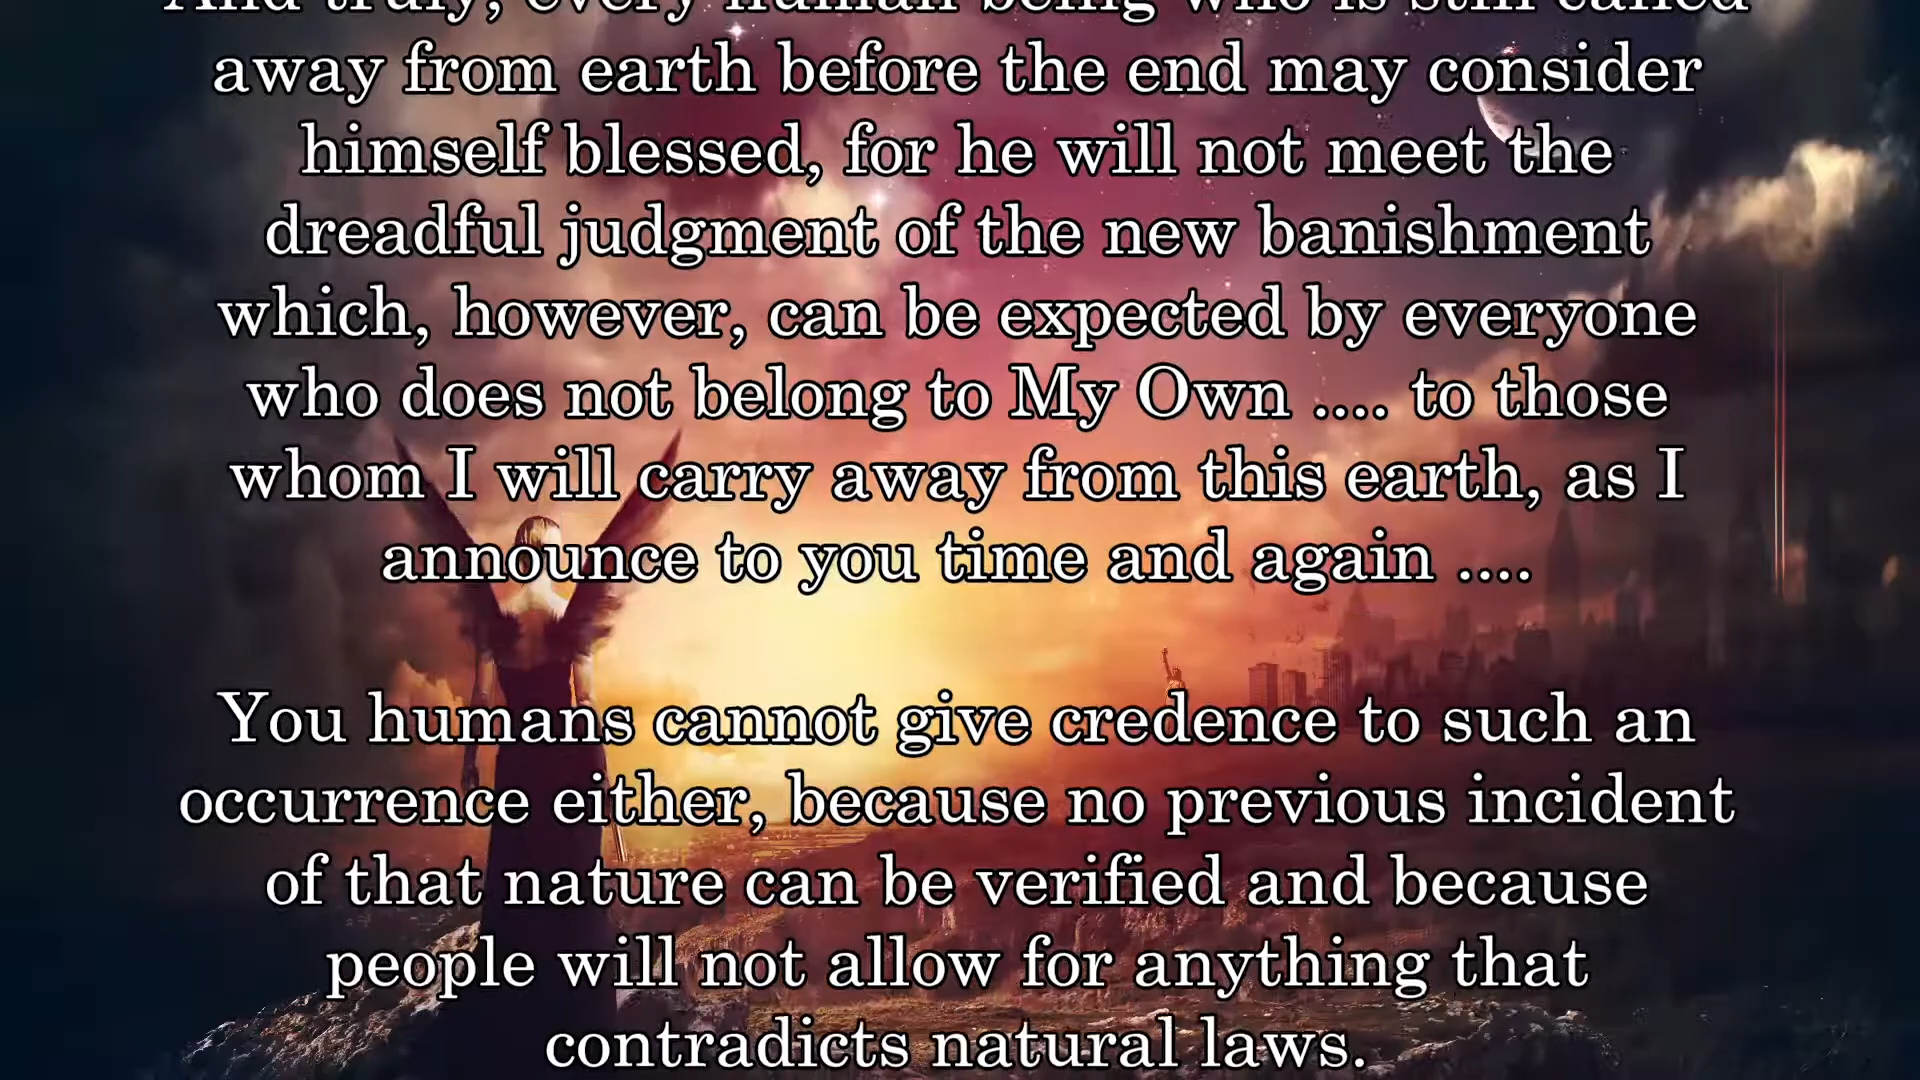 And truly, every human being who is still called
away from earth before the end may consider
himself blessed, for he will not meet the
dreadful judgment of the new banishment
which, however, can be expected by everyone
who does not belong to My Own .... to those
whom I will carry away from this earth, as I
announce to you time and again ....
You humans cannot give credence to such an
occurrence either, because no previous incident
of that nature can be verified and because
people will not allow for anything that
contradicts natural laws.